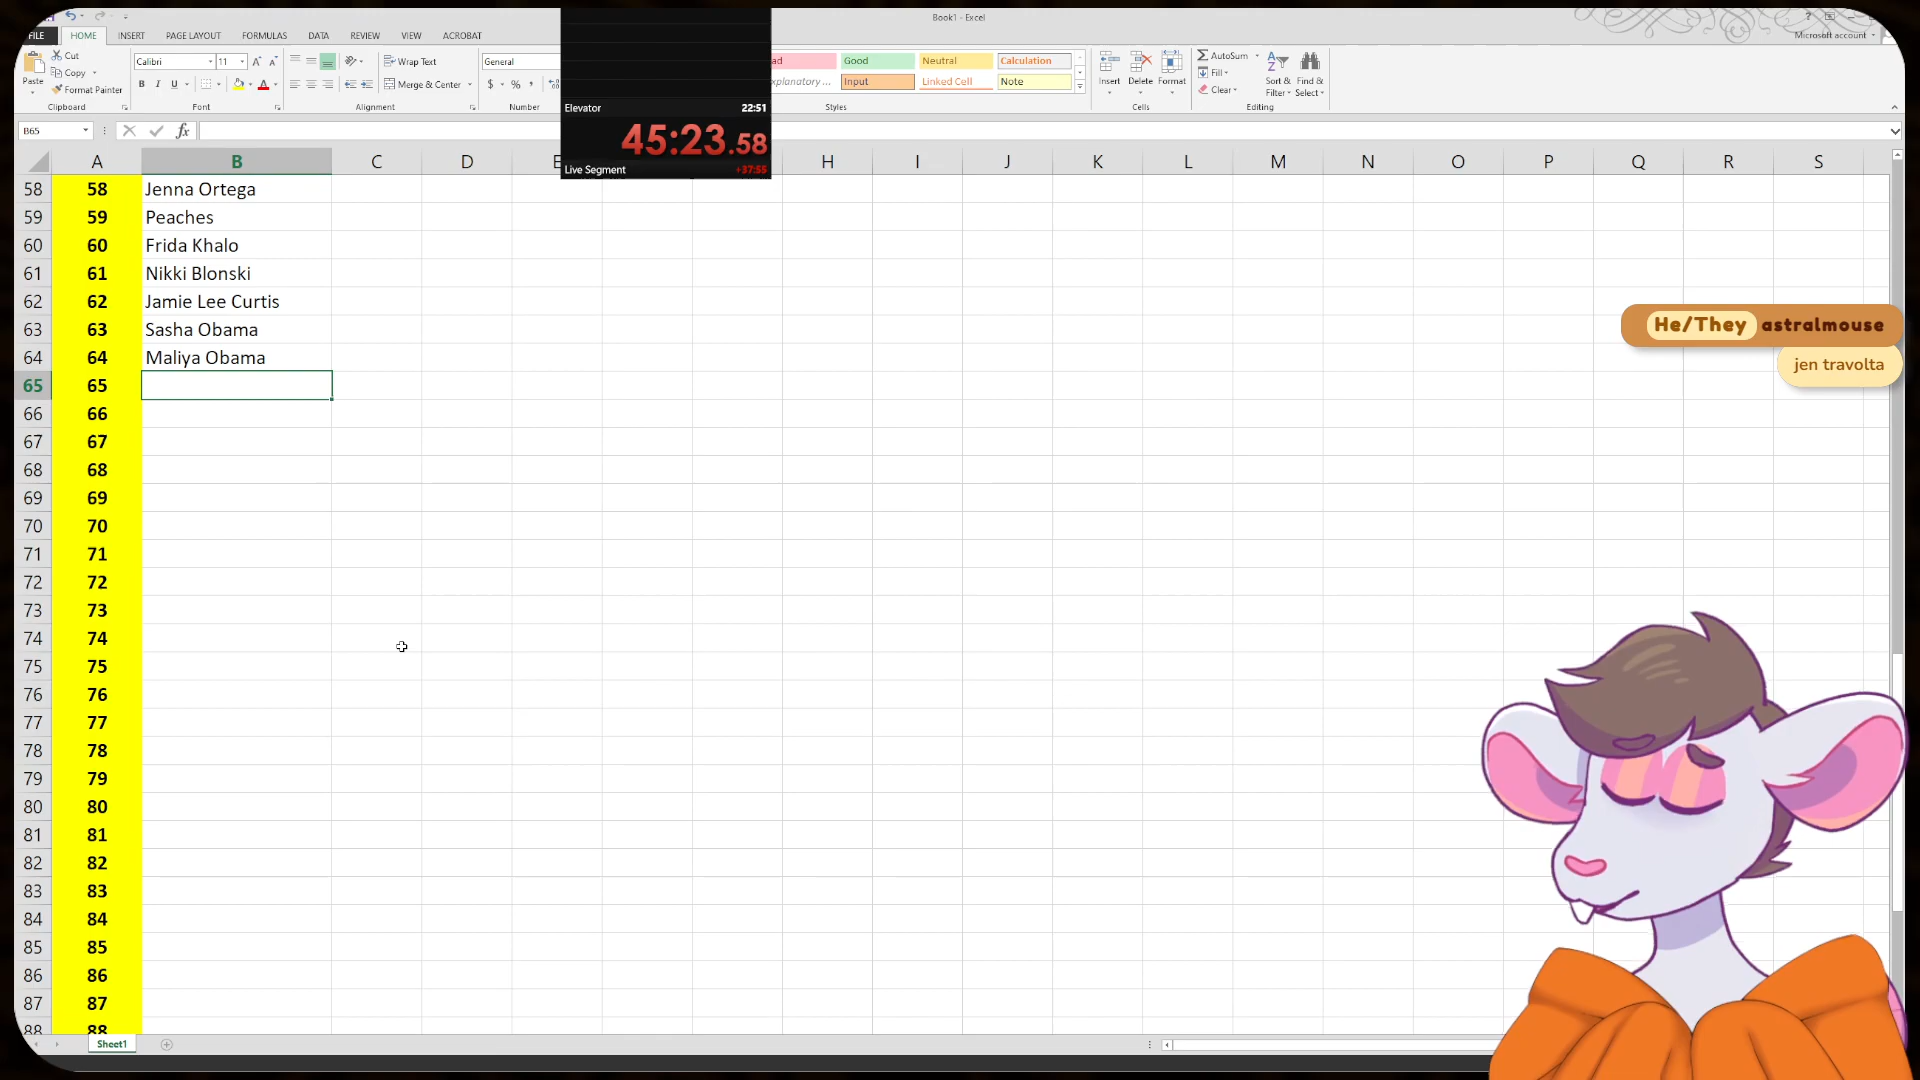 Book1 - Excel
FILE HOME INSERT PAGE LAYOUT FORMULAS DATA REVIEW VIEW ACROBAT
Microsoft account
Paste
Cut
Copy
Format Painter
Clipboard
Calibri 11
B I U
Font
Wrap Text
Merge & Center
Alignment
General
$ % ,
Number
Good
Neutral
Calculation
Input
Linked Cell
Note
Styles
Insert Delete Format
Cells
AutoSum
Fill
Clear
Sort & Filter
Find & Select
Editing
Elevator 22:51
45:23.58
Live Segment +37:55
B65
fx
A B C D E H I J K L M N O P Q R S
58 58 Jenna Ortega
59 59 Peaches
60 60 Frida Khalo
61 61 Nikki Blonski
62 62 Jamie Lee Curtis
63 63 Sasha Obama
64 64 Maliya Obama
65 65
66 66
67 67
68 68
69 69
70 70
71 71
72 72
73 73
74 74
75 75
76 76
77 77
78 78
79 79
80 80
81 81
82 82
83 83
84 84
85 85
86 86
87 87
88 88
Sheet1
He/They astralmouse
jen travolta